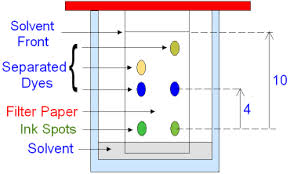 Solvent
Front
Separated
Dyes
Filter Paper
Ink Spots
Solvent
10
4